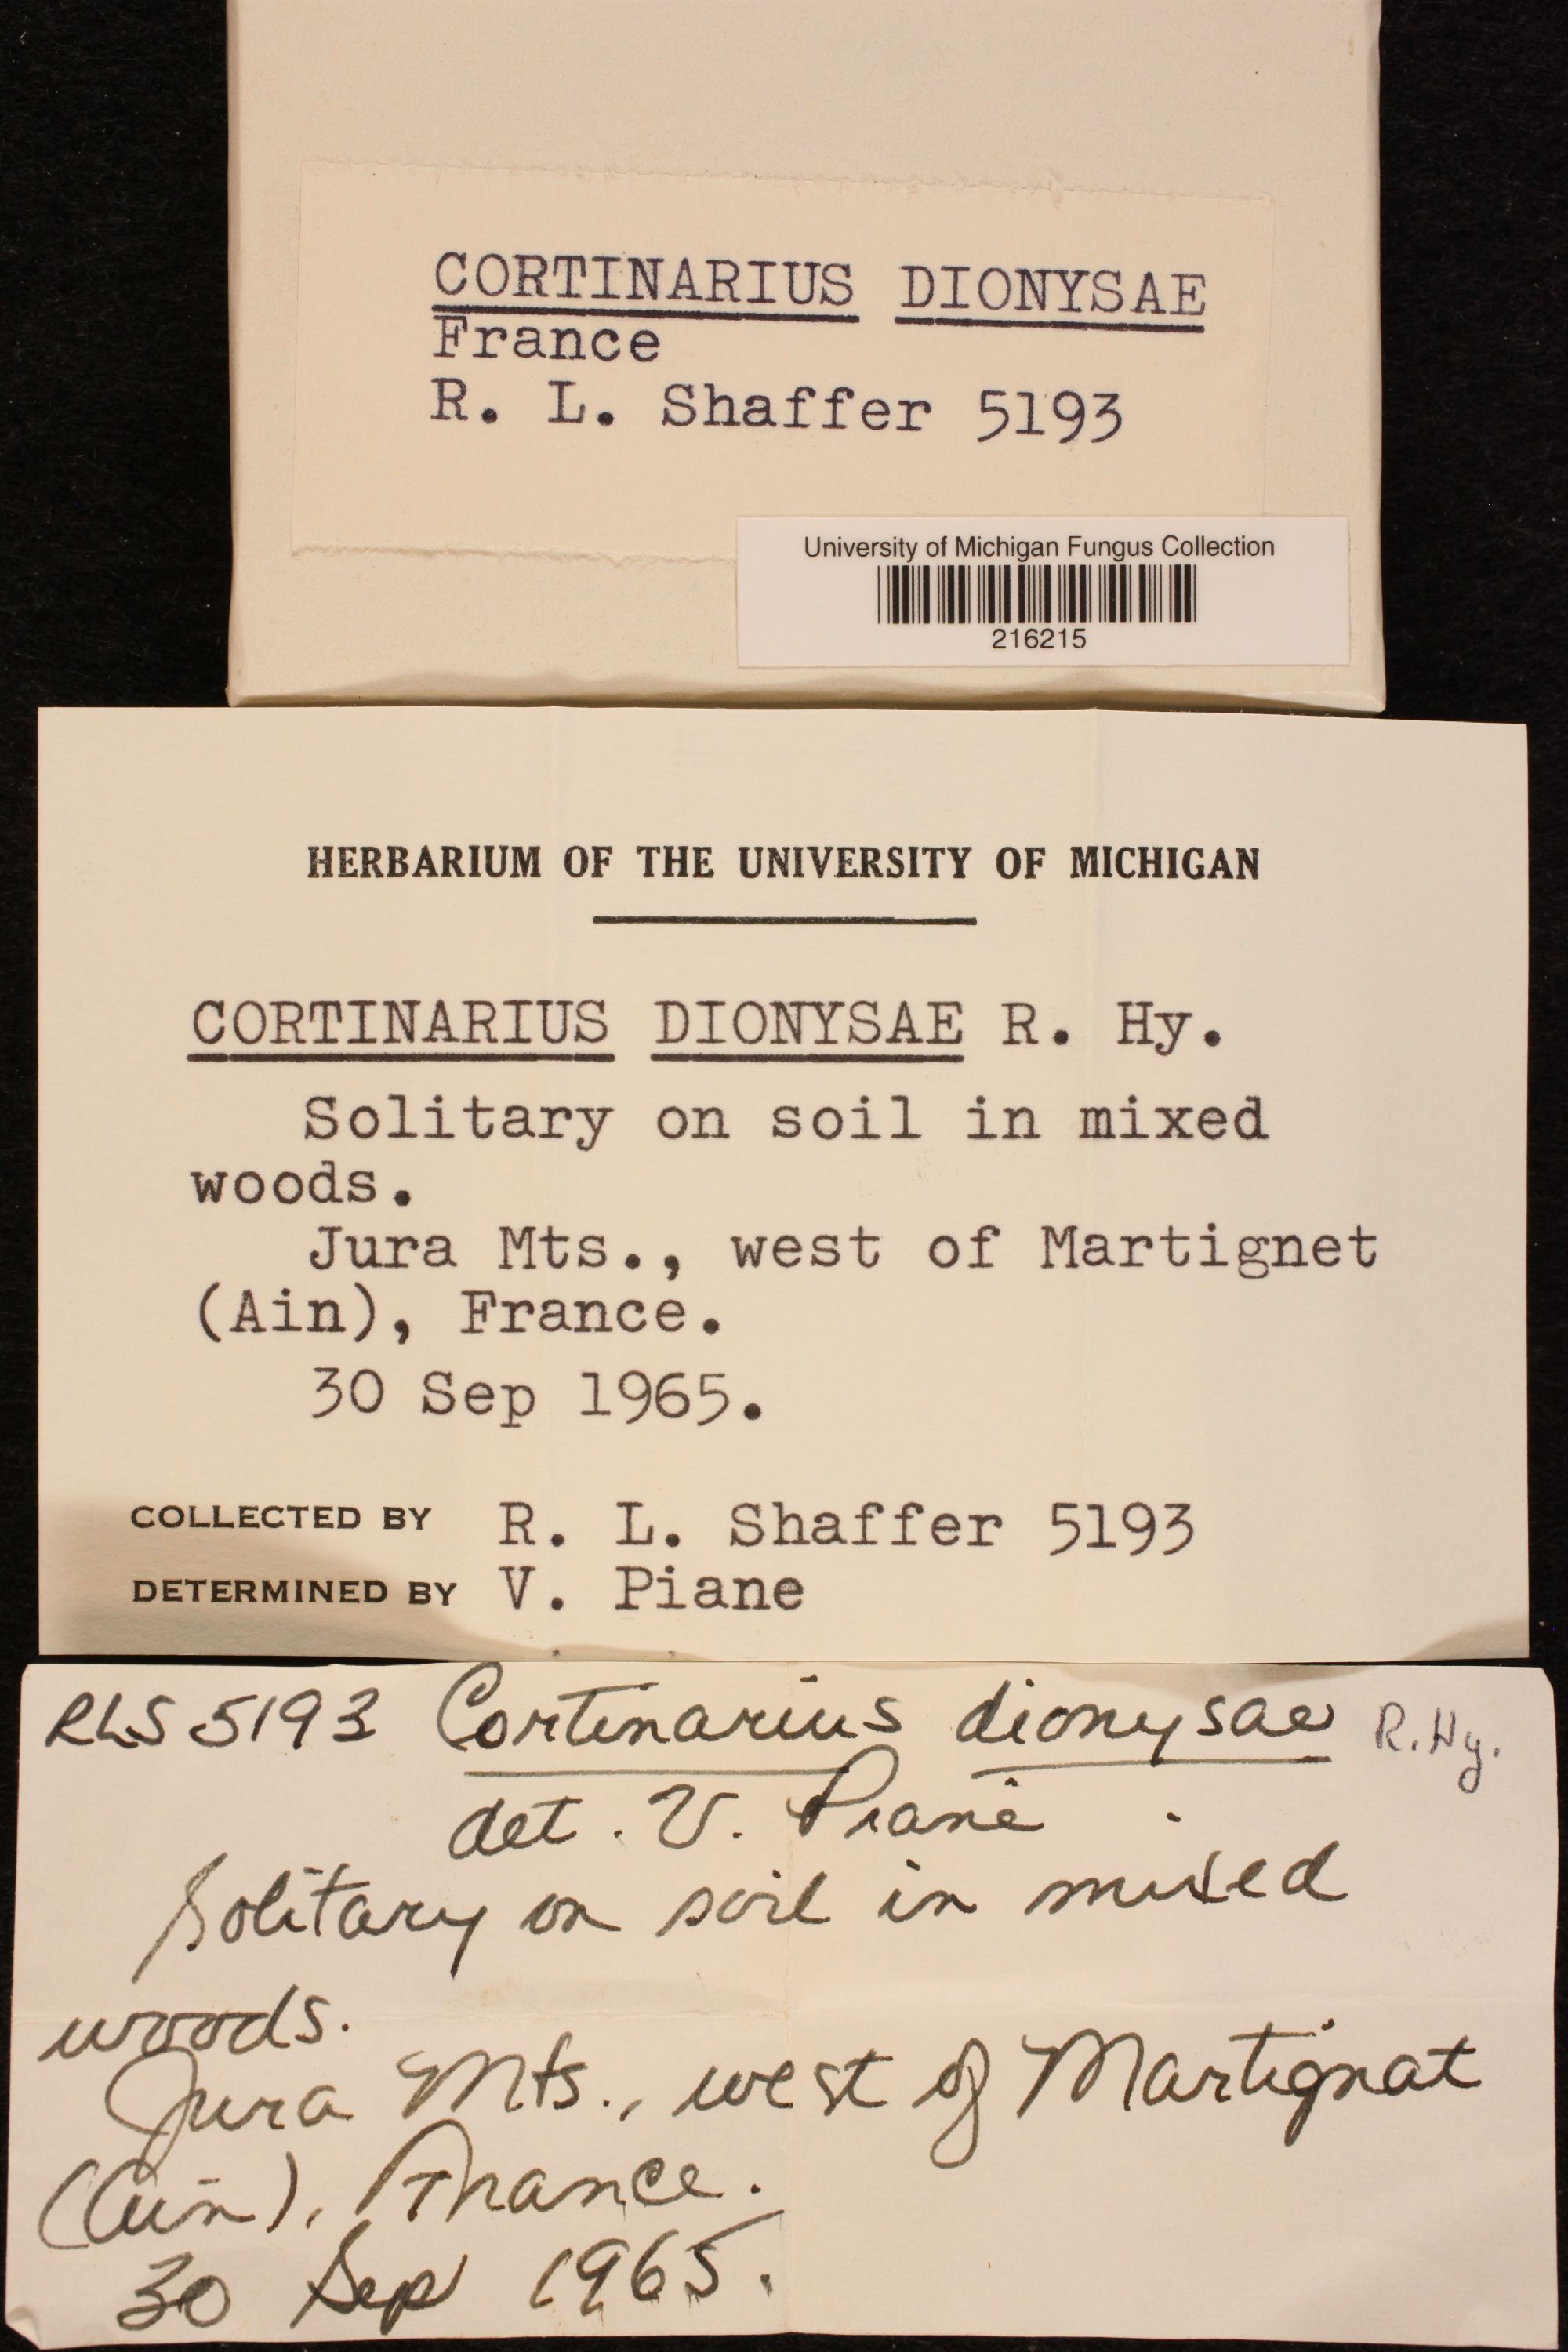 CORTINARIUS DIONYSAE
France
R. L. Shaffer 5193
University of Michigan Fungus Collection
216215
HERBARIUM OF THE UNIVERSITY OF MICHIGAN
CORTINARIUS DIONYSAE R. Hy.
Solitary on soil in mixed
woods.
Jura Mts., west of Martignet
(Ain), France.
30 Sep 1965.
COLLECTED BY R. L. Shaffer 5193
DETERMINED BY V. Piane
RLS 5193 Cortinarius dionysae R. Hy.
det. V. Piane
Solitary on soil in mixed
woods.
Jura Mts., west of Martignat
(Ain), France.
30 Sep 1965.